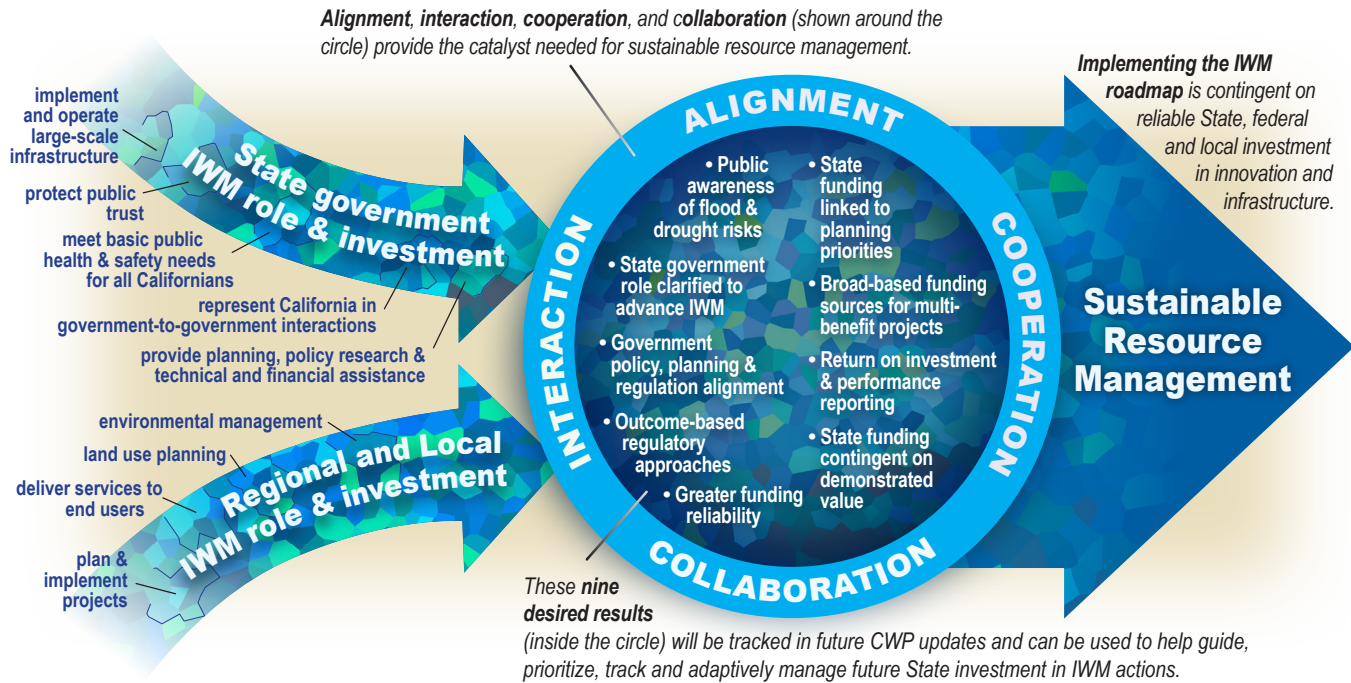 Alignment, interaction, cooperation, and collaboration (shown around the
circle) provide the catalyst needed for sustainable resource management.
implement
and operate
large-scale
infrastructure
protect public
trust
meet basic public
health & safety needs
for all Californians
represent California in
government-to-government interactions
provide planning, policy research &
technical and financial assistance
State government
IWM role & investment
environmental management
land use planning
deliver services to
end users
plan &
implement
projects
Regional and Local
IWM role & investment
ALIGNMENT
COOPERATION
COLLABORATION
INTERACTION
• Public
awareness
of flood &
drought risks
• State government
role clarified to
advance IWM
• Government
policy, planning &
regulation alignment
• Outcome-based
regulatory
approaches
• Greater funding
reliability
• State
funding
linked to
planning
priorities
• Broad-based funding
sources for multi-
benefit projects
• Return on investment
& performance
reporting
• State funding
contingent on
demonstrated
value
These nine
desired results
(inside the circle) will be tracked in future CWP updates and can be used to help guide,
prioritize, track and adaptively manage future State investment in IWM actions.
Implementing the IWM
roadmap is contingent on
reliable State, federal
and local investment
in innovation and
infrastructure.
Sustainable
Resource
Management